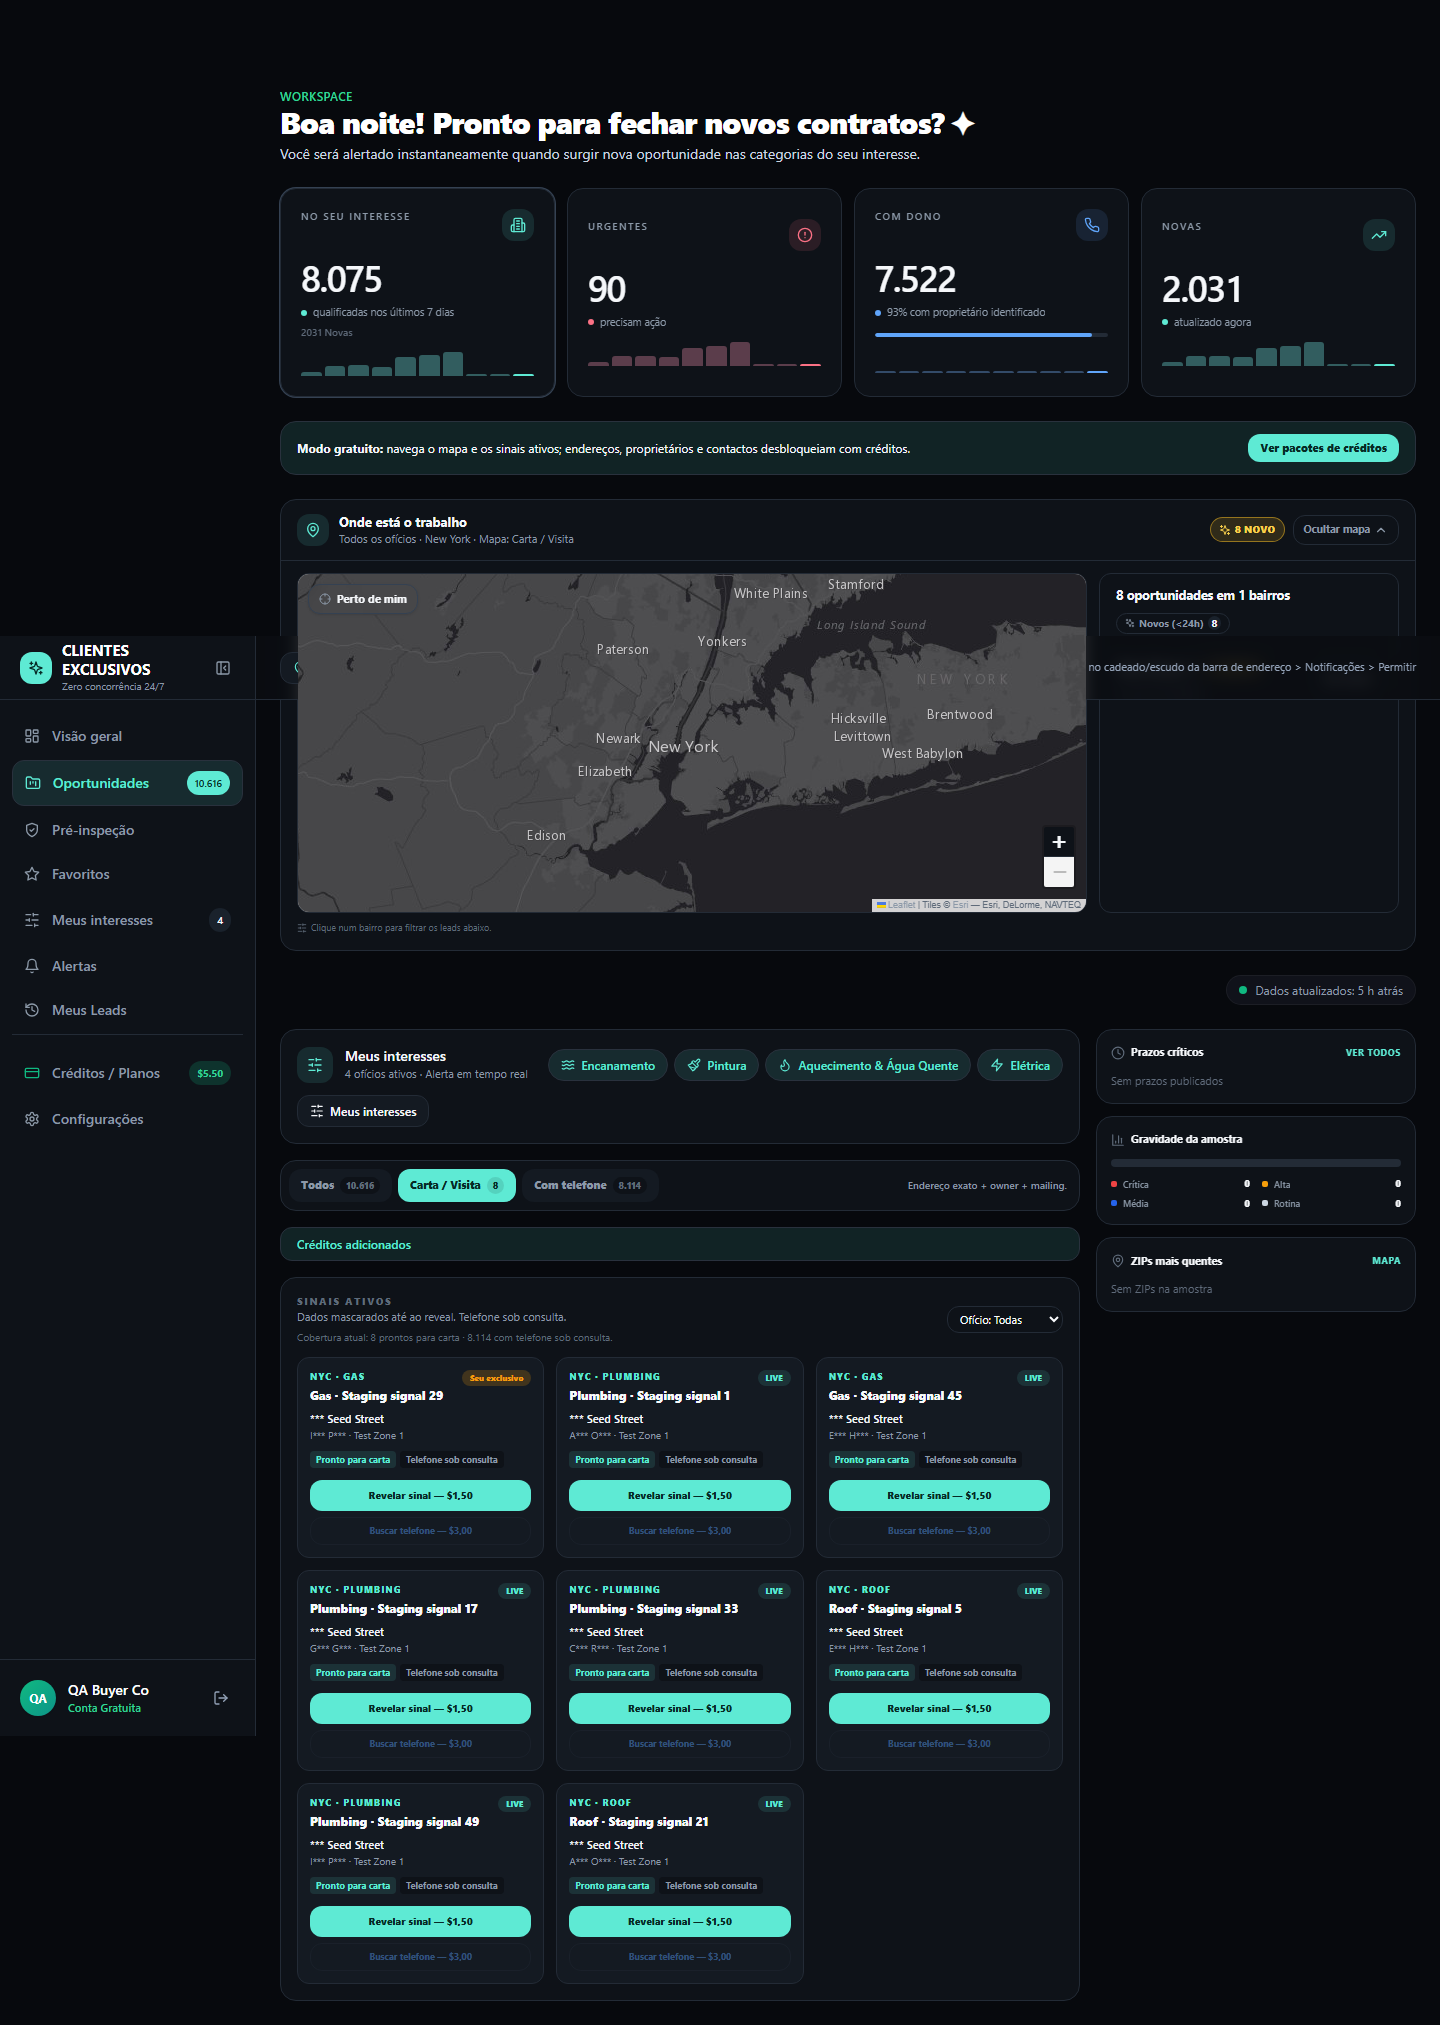 WORKSPACE
Boa noite! Pronto para fechar novos contratos? ✦
Você será alertado instantaneamente quando surgir nova oportunidade nas categorias do seu interesse.
NO SEU INTERESSE
8.075
qualificadas nos últimos 7 dias
2031 Novas
URGENTES
90
precisam ação
COM DONO
7.522
93% com proprietário identificado
NOVAS
2.031
atualizado agora
Modo gratuito: navega o mapa e os sinais ativos; endereços, proprietários e contactos desbloqueiam com créditos.
Ver pacotes de créditos
Onde está o trabalho
Todos os ofícios · New York · Mapa: Carta / Visita
8 NOVO
Ocultar mapa
Perto de mim
White Plains
Stamford
Long Island Sound
Yonkers
Paterson
NEW YORK
Hicksville
Brentwood
Levittown
Newark
New York
West Babylon
Elizabeth
Edison
+
−
Leaflet | Tiles © Esri — Esri, DeLorme, NAVTEQ
8 oportunidades em 1 bairros
Novos (<24h) 8
no cadeado/escudo da barra de endereço > Notificações > Permitir
Clique num bairro para filtrar os leads abaixo.
CLIENTES
EXCLUSIVOS
Zero concorrência 24/7
Visão geral
Oportunidades 10.616
Pré-inspeção
Favoritos
Meus interesses 4
Alertas
Meus Leads
Créditos / Planos $5.50
Configurações
QA
QA Buyer Co
Conta Gratuita
Dados atualizados: 5 h atrás
Meus interesses
4 ofícios ativos · Alerta em tempo real
Encanamento
Pintura
Aquecimento & Água Quente
Elétrica
Meus interesses
Todos 10.616
Carta / Visita 8
Com telefone 8.114
Endereço exato + owner + mailing.
Créditos adicionados
Prazos críticos
VER TODOS
Sem prazos publicados
Gravidade da amostra
Crítica 0
Alta 0
Média 0
Rotina 0
ZIPs mais quentes
MAPA
Sem ZIPs na amostra
SINAIS ATIVOS
Dados mascarados até ao reveal. Telefone sob consulta.
Cobertura atual: 8 prontos para carta · 8.114 com telefone sob consulta.
Ofício: Todas
NYC · GAS
Seu exclusivo
Gas · Staging signal 29
*** Seed Street
I*** P*** · Test Zone 1
Pronto para carta
Telefone sob consulta
Revelar sinal — $1,50
Buscar telefone — $3,00
NYC · PLUMBING
LIVE
Plumbing · Staging signal 1
*** Seed Street
A*** O*** · Test Zone 1
Pronto para carta
Telefone sob consulta
Revelar sinal — $1,50
Buscar telefone — $3,00
NYC · GAS
LIVE
Gas · Staging signal 45
*** Seed Street
E*** H*** · Test Zone 1
Pronto para carta
Telefone sob consulta
Revelar sinal — $1,50
Buscar telefone — $3,00
NYC · PLUMBING
LIVE
Plumbing · Staging signal 17
*** Seed Street
G*** G*** · Test Zone 1
Pronto para carta
Telefone sob consulta
Revelar sinal — $1,50
Buscar telefone — $3,00
NYC · PLUMBING
LIVE
Plumbing · Staging signal 33
*** Seed Street
C*** R*** · Test Zone 1
Pronto para carta
Telefone sob consulta
Revelar sinal — $1,50
Buscar telefone — $3,00
NYC · ROOF
LIVE
Roof · Staging signal 5
*** Seed Street
E*** H*** · Test Zone 1
Pronto para carta
Telefone sob consulta
Revelar sinal — $1,50
Buscar telefone — $3,00
NYC · PLUMBING
LIVE
Plumbing · Staging signal 49
*** Seed Street
I*** P*** · Test Zone 1
Pronto para carta
Telefone sob consulta
Revelar sinal — $1,50
Buscar telefone — $3,00
NYC · ROOF
LIVE
Roof · Staging signal 21
*** Seed Street
A*** O*** · Test Zone 1
Pronto para carta
Telefone sob consulta
Revelar sinal — $1,50
Buscar telefone — $3,00